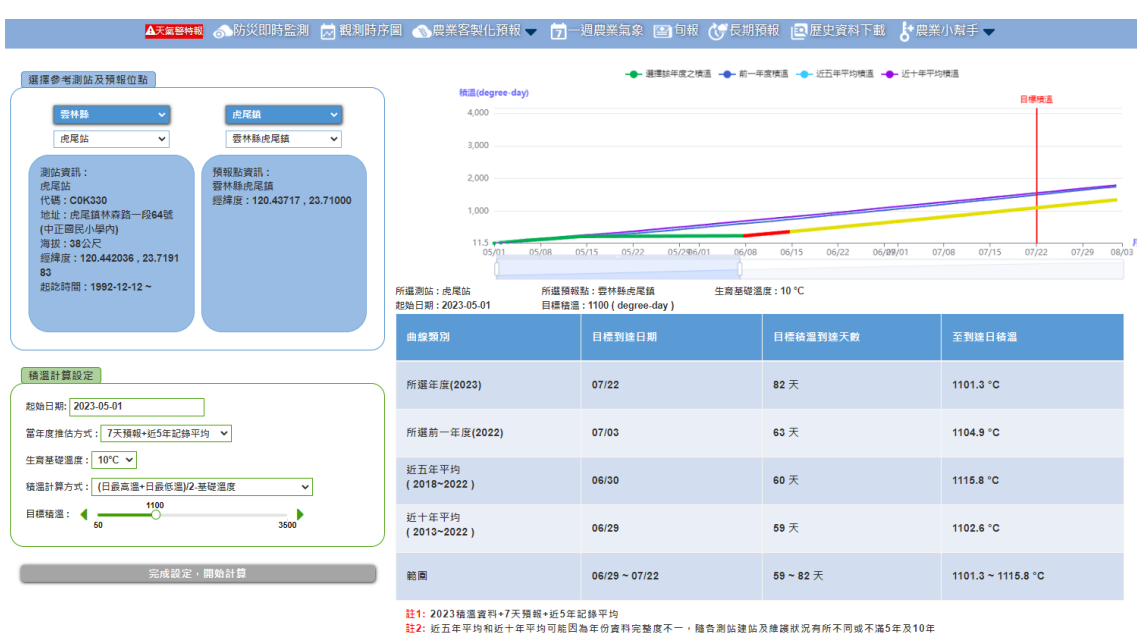 天氣警特報 防災即時監測 觀測時序圖 農業客製化預報 一週農業氣象 旬報 長期預報 歷史資料下載 農業小幫手
選擇參考測站及預報位點
雲林縣 虎尾鎮
虎尾站 雲林縣虎尾鎮
測站資訊：
虎尾站
代碼：C0K330
地址：虎尾鎮林森路一段64號
(中正國民小學內)
海拔：38公尺
經緯度：120.442036 , 23.7191
83
起訖時間：1992-12-12 ~
預報點資訊：
雲林縣虎尾鎮
經緯度：120.43717 , 23.71000
積溫計算設定
起始日期: 2023-05-01
當年度推估方式： 7天預報+近5年記錄平均
生育基礎溫度： 10°C
積溫計算方式： (日最高溫+日最低溫)/2-基礎溫度
目標積溫： 1100
50 3500
完成設定，開始計算
選擇該年度之積溫 前一年度積溫 近五年平均積溫 近十年平均積溫
積溫(degree-day)
目標積溫
4,000
3,000
2,000
1,000
11.5
05/01 05/08 05/15 05/22 05/29 06/01 06/08 06/15 06/22 07/01 07/08 07/15 07/22 07/29 08/03
月
所選測站：虎尾站 所選預報點：雲林縣虎尾鎮 生育基礎溫度：10 °C
起始日期：2023-05-01 目標積溫：1100 ( degree-day )
曲線類別 目標到達日期 目標積溫到達天數 至到達日積溫
所選年度(2023) 07/22 82 天 1101.3 °C
所選前一年度(2022) 07/03 63 天 1104.9 °C
近五年平均
( 2018~2022 ) 06/30 60 天 1115.8 °C
近十年平均
( 2013~2022 ) 06/29 59 天 1102.6 °C
範圍 06/29 ~ 07/22 59 ~ 82 天 1101.3 ~ 1115.8 °C
註1: 2023積溫資料+7天預報+近5年記錄平均
註2: 近五年平均和近十年平均可能因為年份資料完整度不一，隨各測站建站及維護狀況有所不同或不滿5年及10年